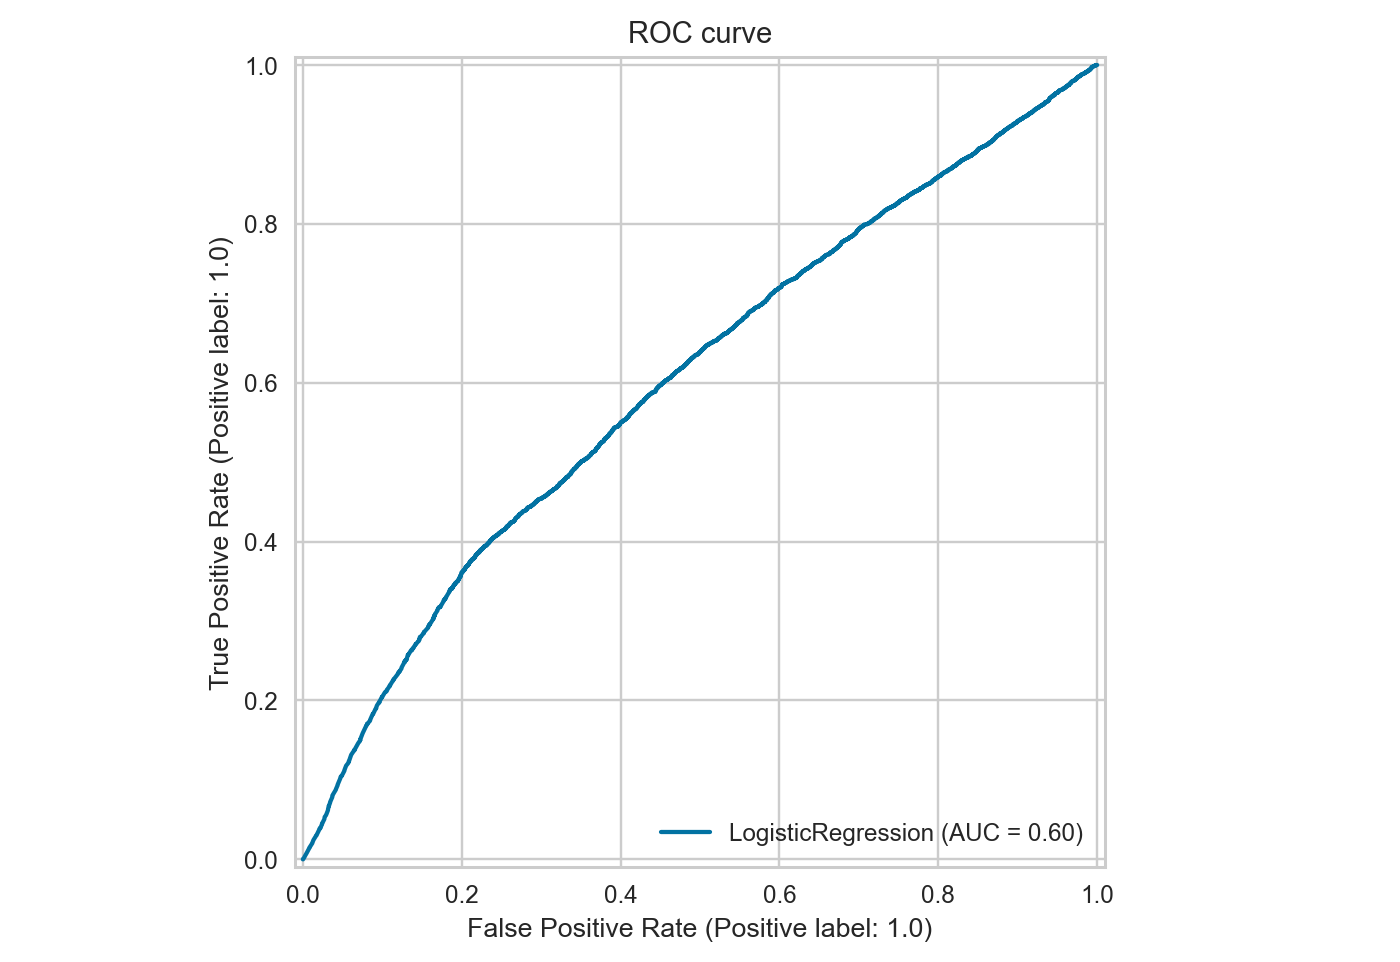 ROC curve
1.0
0.8
0.6
0.4
0.2
0.0
True Positive Rate (Positive label: 1.0)
LogisticRegression (AUC = 0.60)
0.0 0.2 0.4 0.6 0.8 1.0
False Positive Rate (Positive label: 1.0)